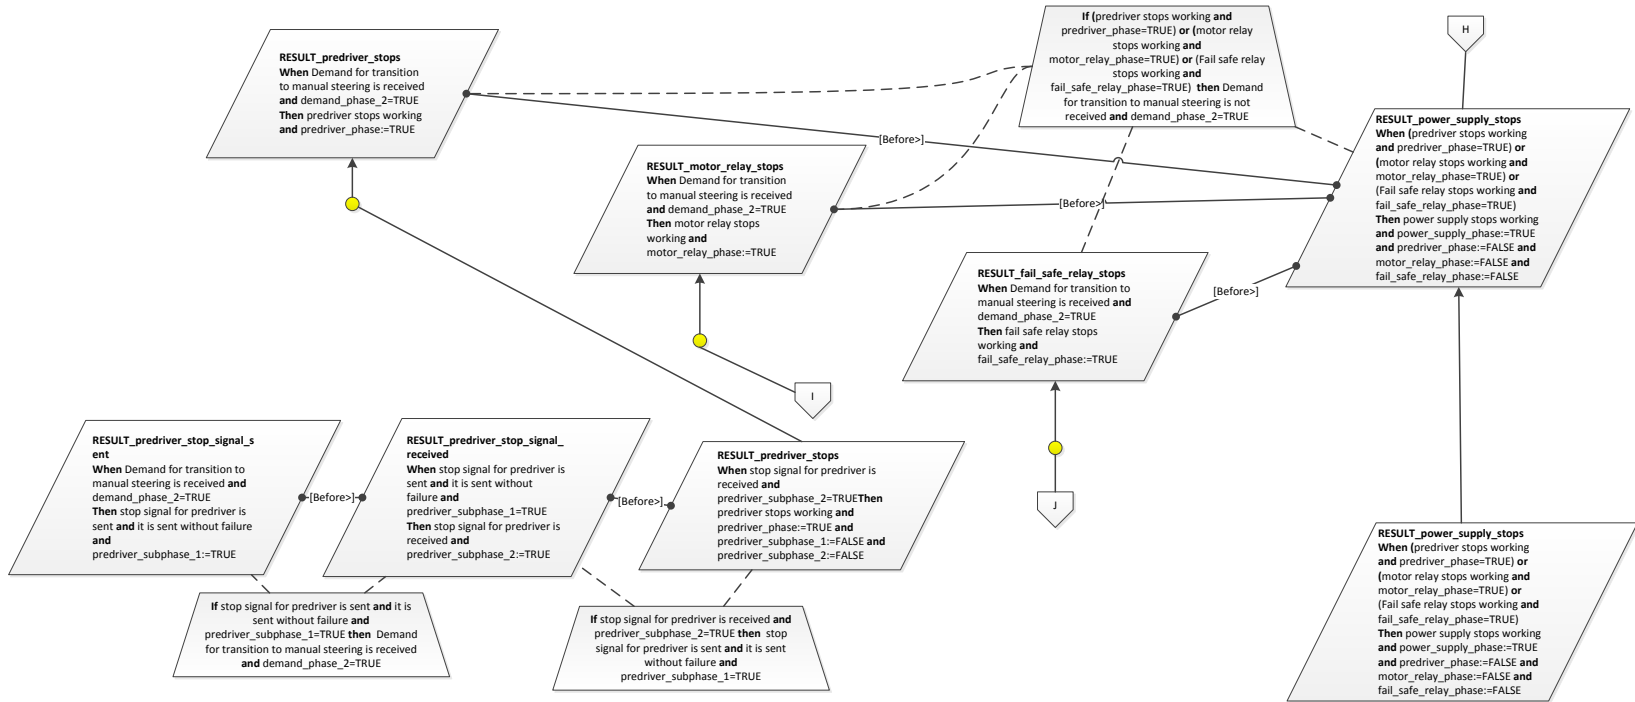 RESULT_predriver_stops
When Demand for transition
to manual steering is received
and demand_phase_2=TRUE
Then predriver stops working
and predriver_phase:=TRUE
If (predriver stops working and
predriver_phase=TRUE) or (motor relay
stops working and
motor_relay_phase=TRUE) or (Fail safe relay
stops working and
fail_safe_relay_phase=TRUE) then Demand
for transition to manual steering is not
received and demand_phase_2=TRUE
H
[Before>]
RESULT_motor_relay_stops
When Demand for transition
to manual steering is received
and demand_phase_2=TRUE
Then motor relay stops
working and
motor_relay_phase:=TRUE
[Before>]
RESULT_power_supply_stops
When (predriver stops working
and predriver_phase=TRUE) or
(motor relay stops working and
motor_relay_phase=TRUE) or
(Fail safe relay stops working and
fail_safe_relay_phase=TRUE)
Then power supply stops working
and power_supply_phase:=TRUE
and predriver_phase:=FALSE and
motor_relay_phase:=FALSE and
fail_safe_relay_phase:=FALSE
RESULT_fail_safe_relay_stops
When Demand for transition to
manual steering is received and
demand_phase_2=TRUE
Then fail safe relay stops
working and
fail_safe_relay_phase:=TRUE
[Before>]
I
J
RESULT_predriver_stop_signal_s
ent
When Demand for transition to
manual steering is received and
demand_phase_2=TRUE
Then stop signal for predriver is
sent and it is sent without failure
and
predriver_subphase_1:=TRUE
[Before>]
RESULT_predriver_stop_signal_
received
When stop signal for predriver is
sent and it is sent without
failure and
predriver_subphase_1=TRUE
Then stop signal for predriver is
received and
predriver_subphase_2:=TRUE
[Before>]
RESULT_predriver_stops
When stop signal for predriver is
received and
predriver_subphase_2=TRUEThen
predriver stops working and
predriver_phase:=TRUE and
predriver_subphase_1:=FALSE and
predriver_subphase_2:=FALSE
If stop signal for predriver is sent and it is
sent without failure and
predriver_subphase_1=TRUE then Demand
for transition to manual steering is received
and demand_phase_2=TRUE
If stop signal for predriver is received and
predriver_subphase_2=TRUE then stop
signal for predriver is sent and it is sent
without failure and
predriver_subphase_1=TRUE
RESULT_power_supply_stops
When (predriver stops working
and predriver_phase=TRUE) or
(motor relay stops working and
motor_relay_phase=TRUE) or
(Fail safe relay stops working and
fail_safe_relay_phase=TRUE)
Then power supply stops working
and power_supply_phase:=TRUE
and predriver_phase:=FALSE and
motor_relay_phase:=FALSE and
fail_safe_relay_phase:=FALSE